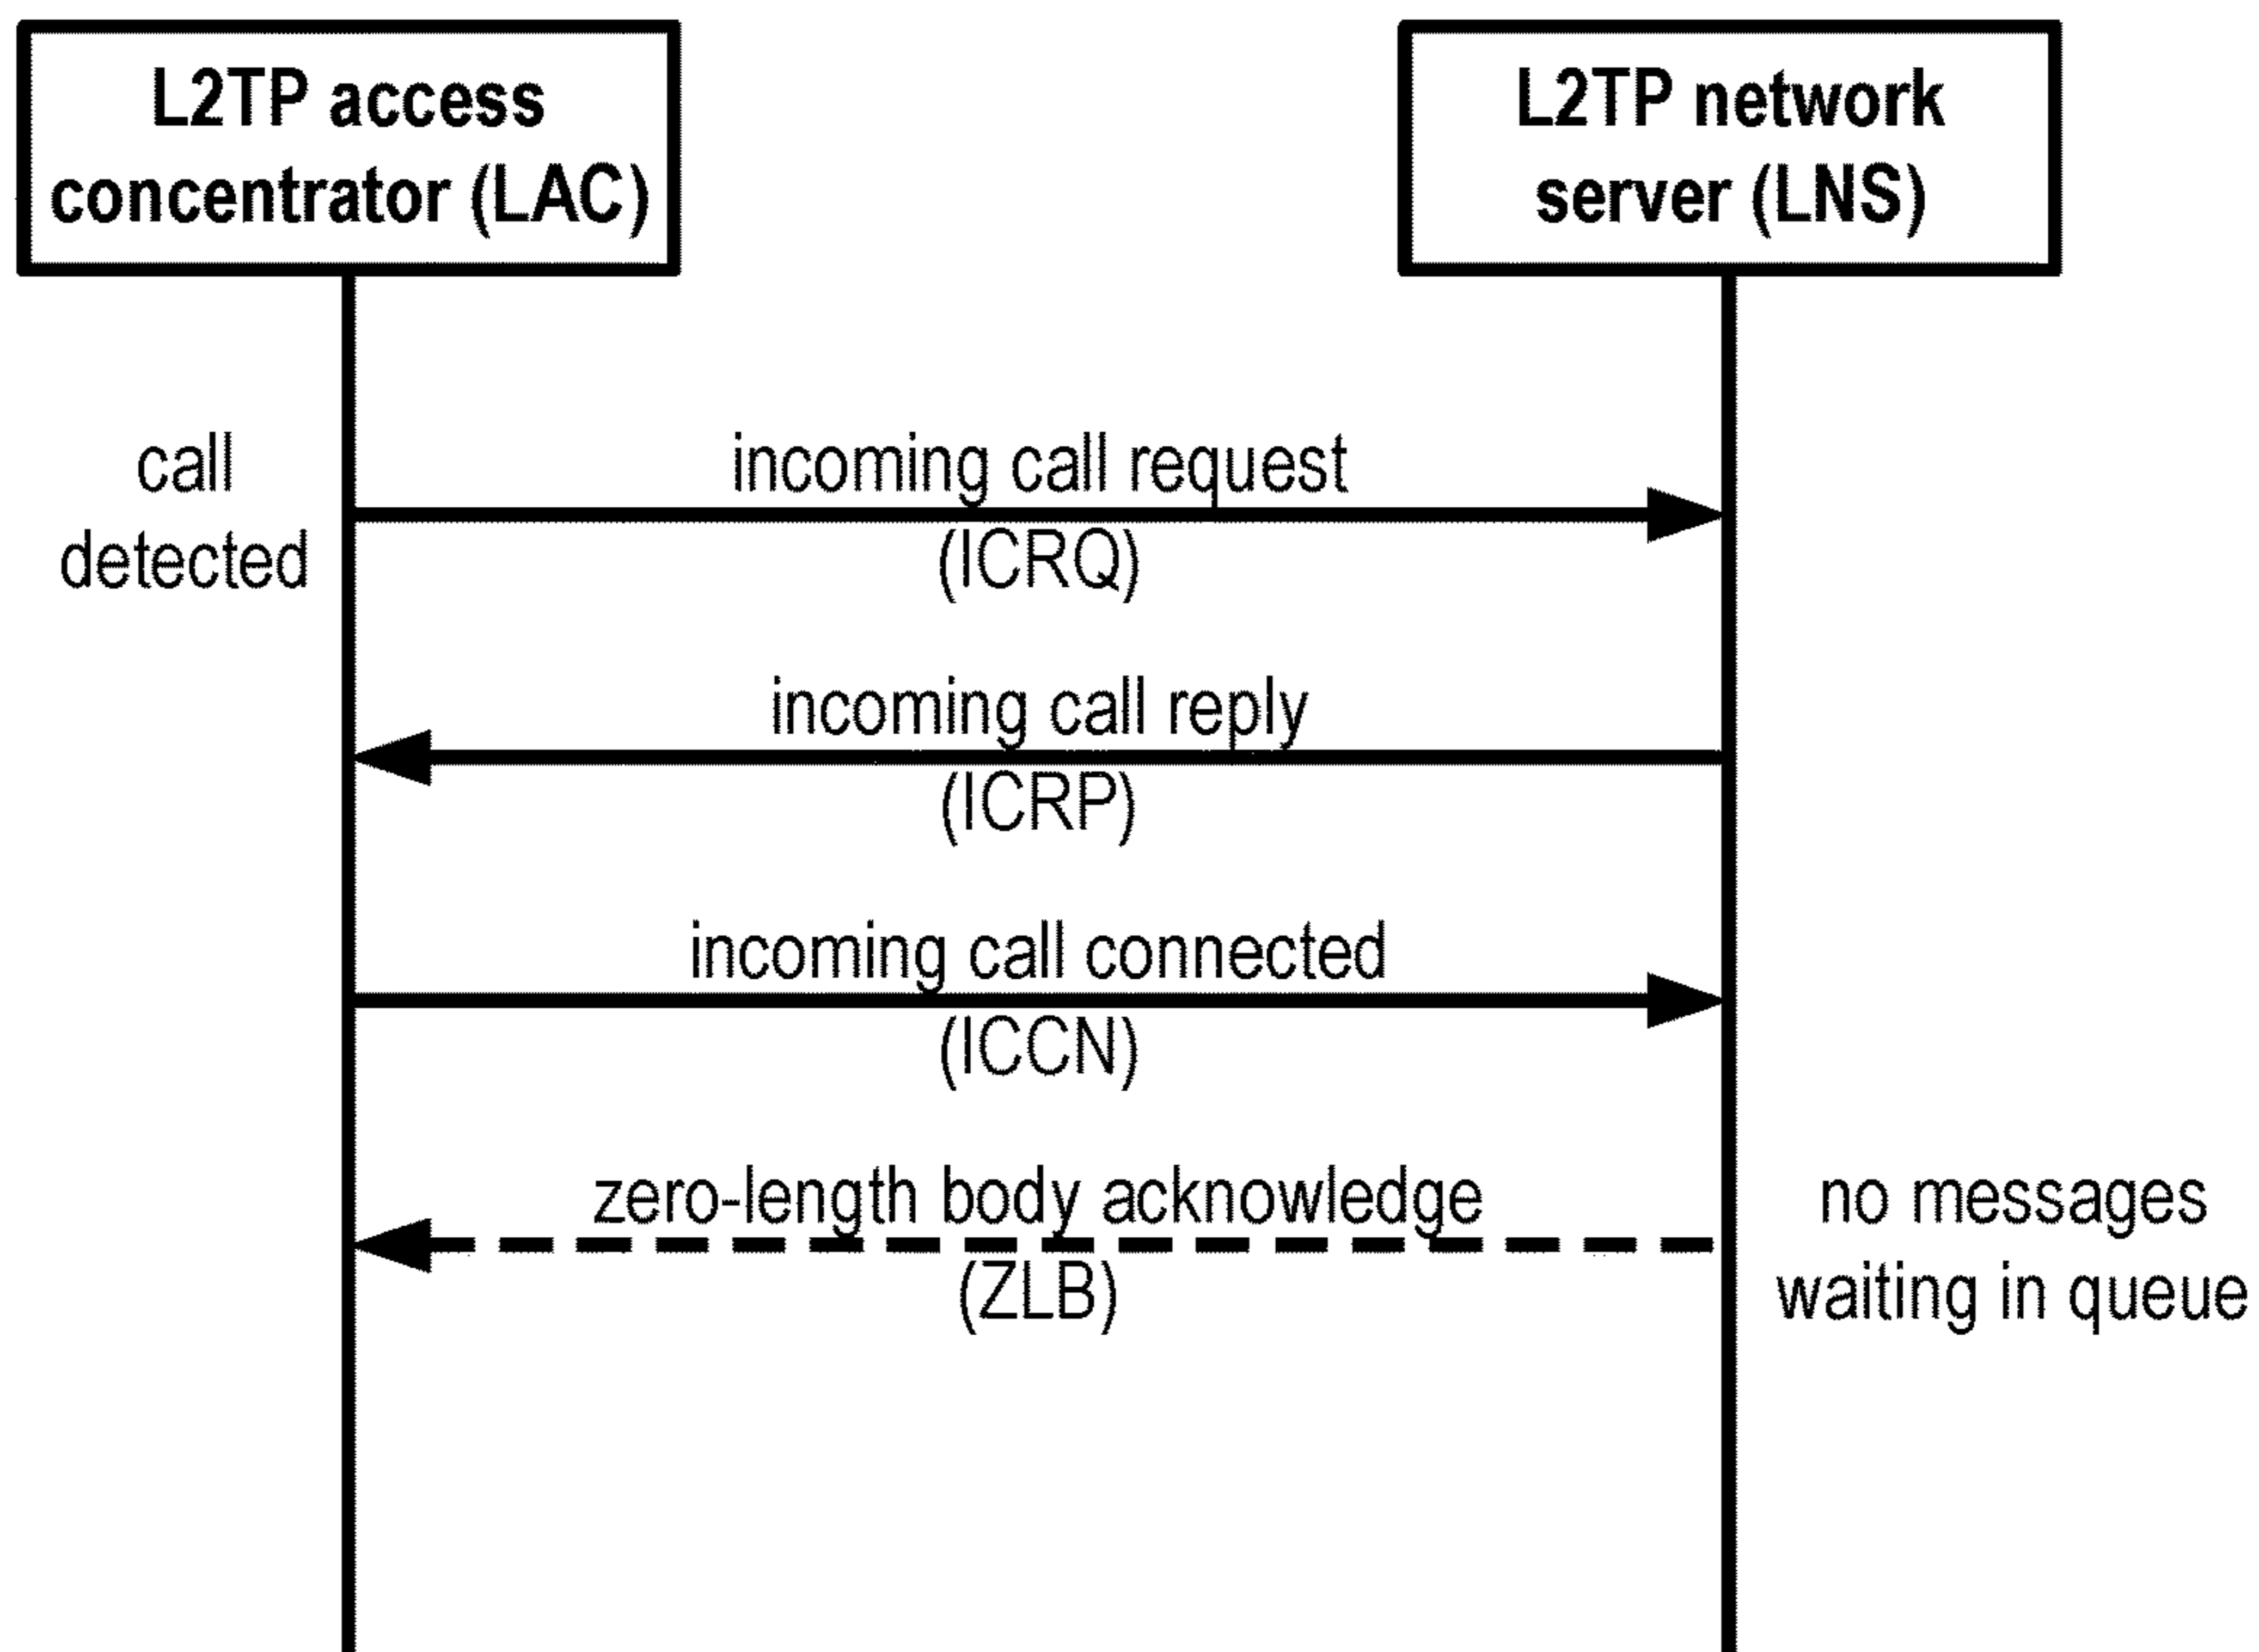 L2TP access
concentrator (LAC)
L2TP network
server (LNS)
call
detected
incoming call request
(ICRQ)
incoming call reply
(ICRP)
incoming call connected
(ICCN)
zero-length body acknowledge
(ZLB)
no messages
waiting in queue